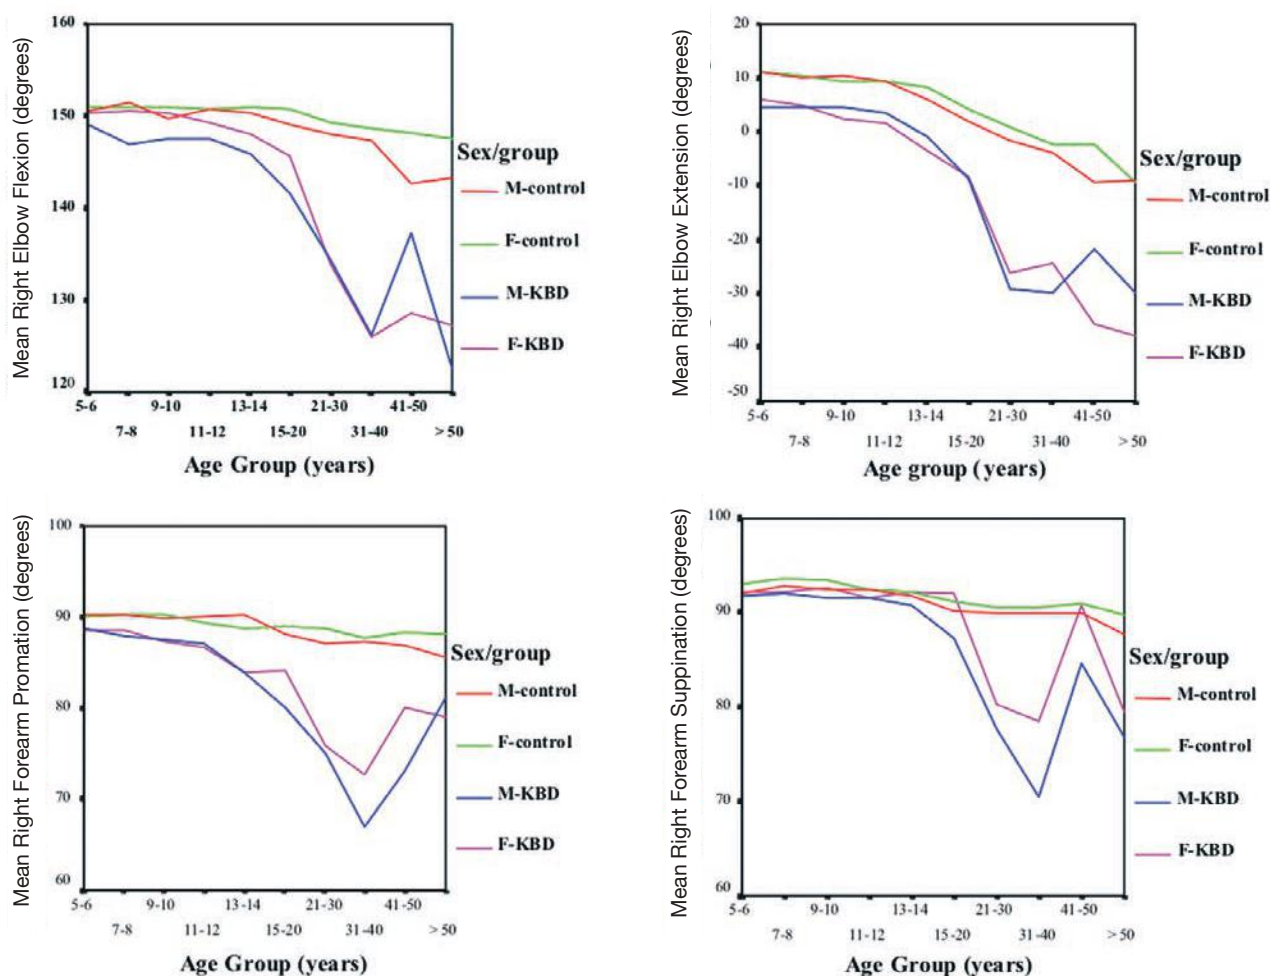 Mean Right Elbow Flexion (degrees)
160
150
140
130
120
5-6 9-10 13-14 21-30 41-50
7-8 11-12 15-20 31-40 > 50
Age Group (years)
Sex/group
M-control
F-control
M-KBD
F-KBD
Mean Right Elbow Extension (degrees)
20
10
0
-10
-20
-30
-40
-50
5-6 9-10 13-14 21-30 41-50
7-8 11-12 15-20 31-40 > 50
Age group (years)
Sex/group
M-control
F-control
M-KBD
F-KBD
Mean Right Forearm Promation (degrees)
100
90
80
70
60
5-6 9-10 13-14 21-30 41-50
7-8 11-12 15-20 31-40 > 50
Age Group (years)
Sex/group
M-control
F-control
M-KBD
F-KBD
Mean Right Forearm Suppination (degrees)
100
90
80
70
60
5-6 9-10 13-14 21-30 41-50
7-8 11-12 15-20 31-40 > 50
Age Group (years)
Sex/group
M-control
F-control
M-KBD
F-KBD